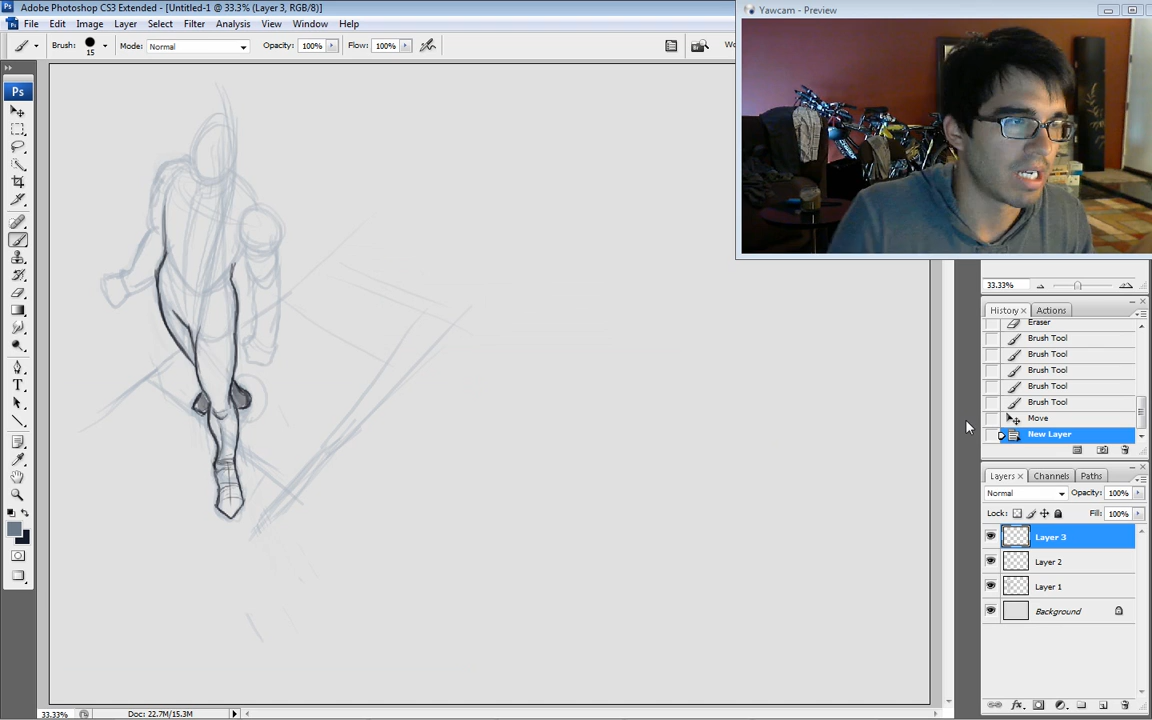 Adobe Photoshop CS3 Extended - [Untitled-1 @ 33.3% (Layer 3, RGB/8)]
Yawcam - Preview
File Edit Image Layer Select Filter Analysis View Window Help
Brush: 15 Mode: Normal Opacity: 100% Flow: 100%
Ps
33.33%
History Actions
Eraser
Brush Tool
Brush Tool
Brush Tool
Brush Tool
Brush Tool
Move
New Layer
Layers Channels Paths
Normal Opacity: 100%
Lock: Fill: 100%
Layer 3
Layer 2
Layer 1
Background
33.33% Doc: 22.7M/15.3M